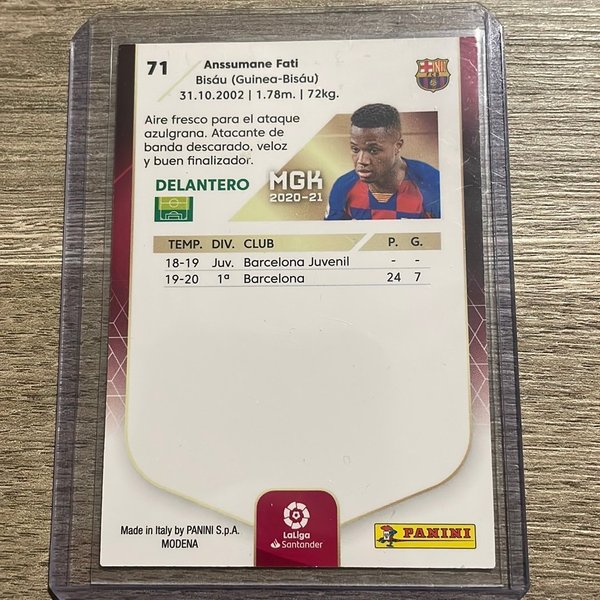 71
Anssumane Fati
Bisáu (Guinea-Bisáu)
31.10.2002 | 1.78m. | 72kg.
Aire fresco para el ataque
azulgrana. Atacante de
banda descarado, veloz
y buen finalizador.
DELANTERO
MGK
2020-21
TEMP. DIV. CLUB P. G.
18-19 Juv. Barcelona Juvenil - -
19-20 1ª Barcelona 24 7
Made in Italy by PANINI S.p.A.
MODENA
LaLiga
Santander
PANINI